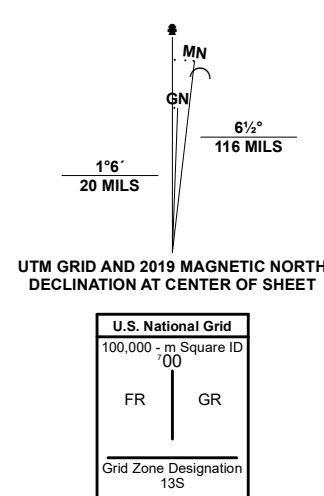 MN
GN
6½°
116 MILS
1°6´
20 MILS
UTM GRID AND 2019 MAGNETIC NORTH
DECLINATION AT CENTER OF SHEET
U.S. National Grid
100,000 - m Square ID
⁷00
FR GR
Grid Zone Designation
13S